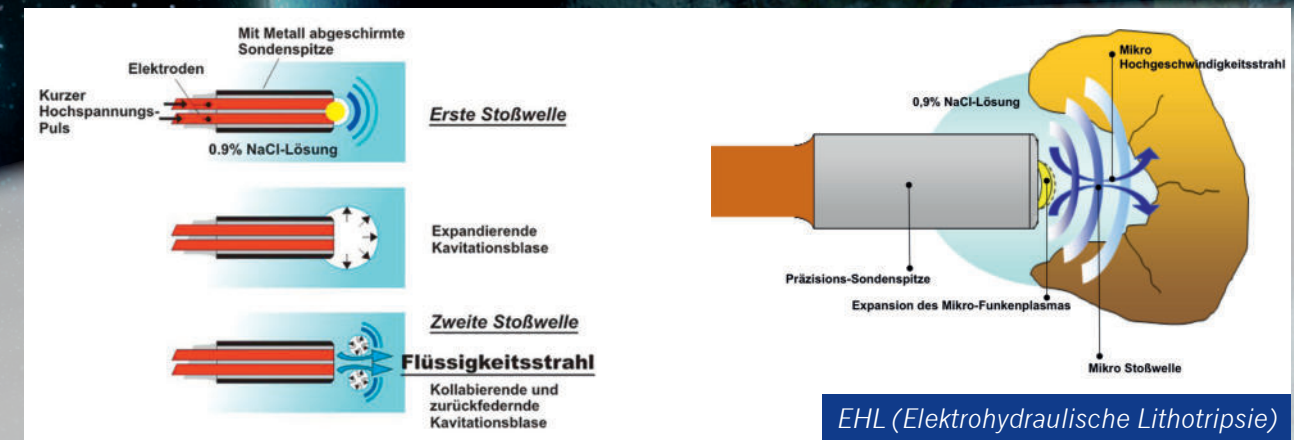 Mit Metall abgeschirmte
Sondenspitze
Elektroden
Kurzer
Hochspannungs-
Puls
0.9% NaCl-Lösung
Erste Stoßwelle
Expandierende
Kavitationsblase
Zweite Stoßwelle
Flüssigkeitsstrahl
Kollabierende und
zurückfedernde
Kavitationsblase
Mikro
Hochgeschwindigkeitsstrahl
0,9% NaCl-Lösung
Präzisions-Sondenspitze
Expansion des Mikro-Funkenplasmas
Mikro Stoßwelle
EHL (Elektrohydraulische Lithotripsie)